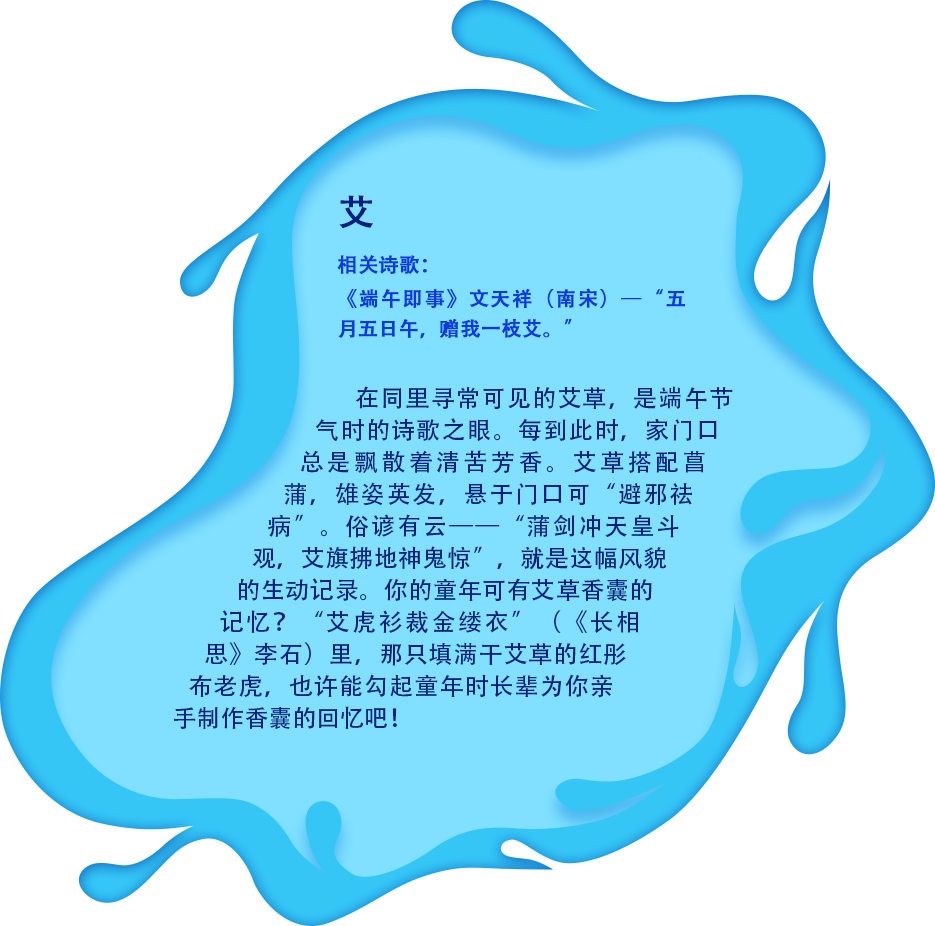 艾
相关诗歌：
《端午即事》文天祥（南宋）—“五
月五日午，赠我一枝艾。”
在同里寻常可见的艾草，是端午节
气时的诗歌之眼。每到此时，家门口
总是飘散着清苦芳香。艾草搭配菖
蒲，雄姿英发，悬于门口可“避邪祛
病”。俗谚有云——“蒲剑冲天皇斗
观，艾旗拂地神鬼惊”，就是这幅风貌
的生动记录。你的童年可有艾草香囊的
记忆？“艾虎衫裁金缕衣”（《长相
思》李石）里，那只填满干艾草的红彤
布老虎，也许能勾起童年时长辈为你亲
手制作香囊的回忆吧！